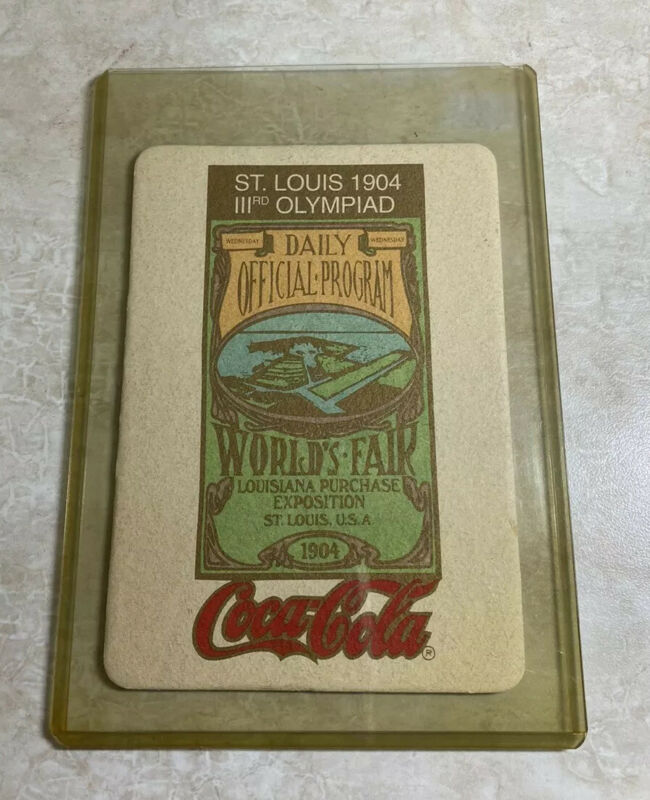 ST. LOUIS 1904
IIIRD OLYMPIAD
WEDNESDAY
DAILY
WEDNESDAY
OFFICIAL·PROGRAM
WORLD'S·FAIR
LOUISIANA PURCHASE
EXPOSITION
ST. LOUIS, U.S.A
1904
Coca-Cola
®